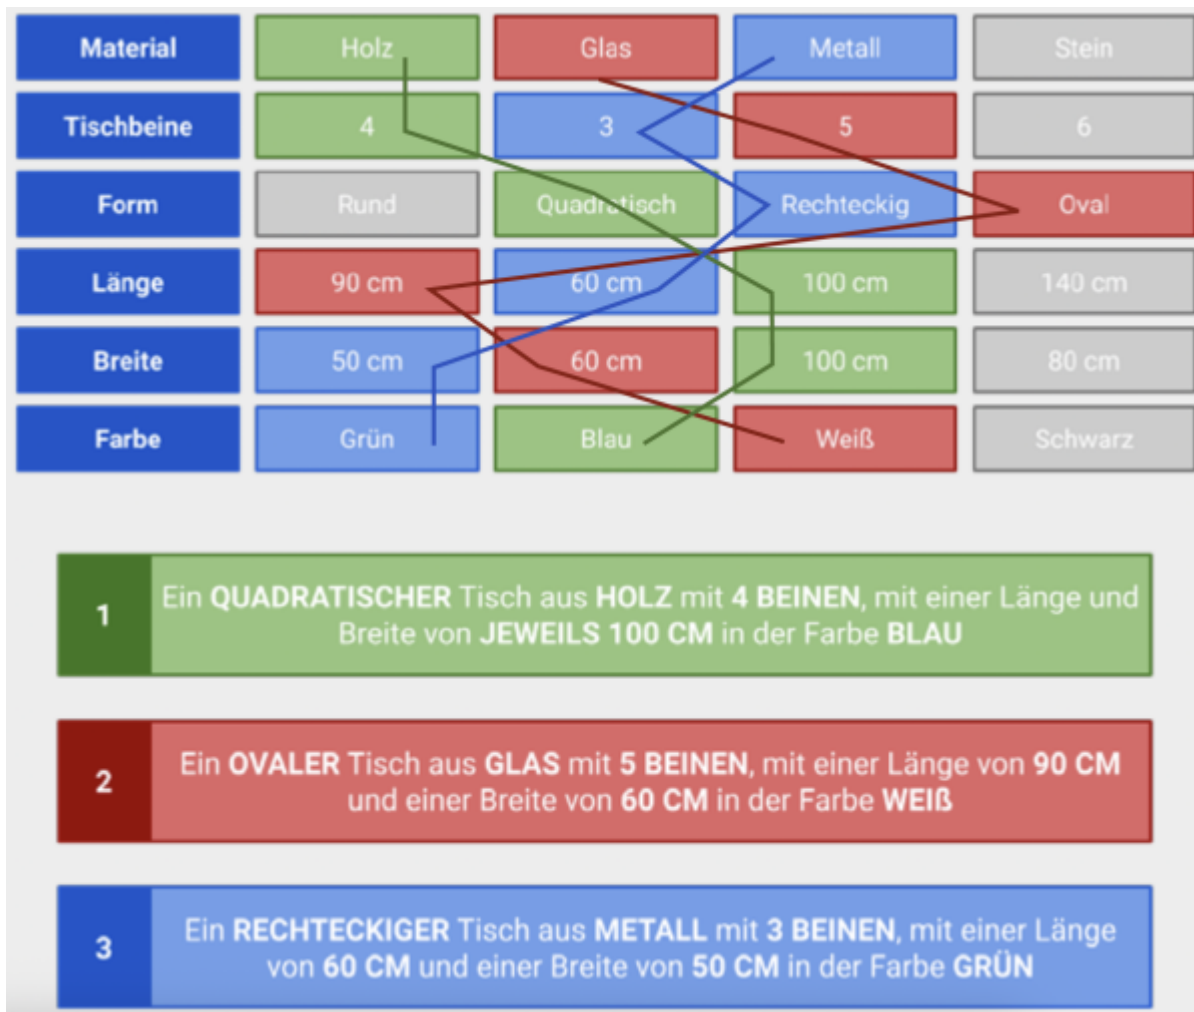 Material Holz Glas Metall Stein
Tischbeine 4 3 5 6
Form Rund Quadratisch Rechteckig Oval
Länge 90 cm 60 cm 100 cm 140 cm
Breite 50 cm 60 cm 100 cm 80 cm
Farbe Grün Blau Weiß Schwarz
1
Ein QUADRATISCHER Tisch aus HOLZ mit 4 BEINEN, mit einer Länge und
Breite von JEWEILS 100 CM in der Farbe BLAU
2
Ein OVALER Tisch aus GLAS mit 5 BEINEN, mit einer Länge von 90 CM
und einer Breite von 60 CM in der Farbe WEIß
3
Ein RECHTECKIGER Tisch aus METALL mit 3 BEINEN, mit einer Länge
von 60 CM und einer Breite von 50 CM in der Farbe GRÜN